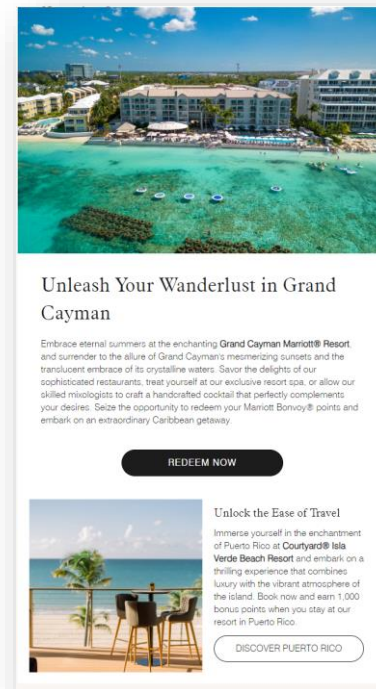 Unleash Your Wanderlust in Grand
Cayman
Embrace eternal summers at the enchanting Grand Cayman Marriott® Resort,
and surrender to the allure of Grand Cayman's mesmerizing sunsets and the
translucent embrace of its crystalline waters. Savor the delights of our
sophisticated restaurants, treat yourself at our exclusive resort spa, or allow our
skilled mixologists to craft a handcrafted cocktail that perfectly complements
your desires. Seize the opportunity to redeem your Marriott Bonvoy® points and
embark on an extraordinary Caribbean getaway.
REDEEM NOW
Unlock the Ease of Travel
Immerse yourself in the enchantment
of Puerto Rico at Courtyard® Isla
Verde Beach Resort and embark on a
thrilling experience that combines
luxury with the vibrant atmosphere of
the island. Book now and earn 1,000
bonus points when you stay at our
resort in Puerto Rico.
DISCOVER PUERTO RICO